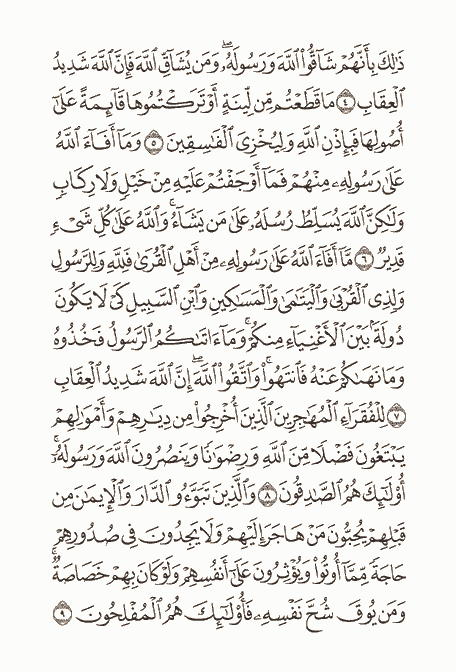 ذَٰلِكَ بِأَنَّهُمْ شَاقُّوا۟ ٱللَّهَ وَرَسُولَهُۥ ۖ وَمَن يُشَآقِّ ٱللَّهَ فَإِنَّ ٱللَّهَ شَدِيدُ
ٱلْعِقَابِ ٤ مَا قَطَعْتُم مِّن لِّينَةٍ أَوْ تَرَكْتُمُوهَا قَآئِمَةً عَلَىٰٓ
أُصُولِهَا فَبِإِذْنِ ٱللَّهِ وَلِيُخْزِىَ ٱلْفَٰسِقِينَ ٥ وَمَآ أَفَآءَ ٱللَّهُ
عَلَىٰ رَسُولِهِۦ مِنْهُمْ فَمَآ أَوْجَفْتُمْ عَلَيْهِ مِنْ خَيْلٍ وَلَا رِكَابٍ
وَلَٰكِنَّ ٱللَّهَ يُسَلِّطُ رُسُلَهُۥ عَلَىٰ مَن يَشَآءُ ۚ وَٱللَّهُ عَلَىٰ كُلِّ شَىْءٍ
قَدِيرٌ ٦ مَّآ أَفَآءَ ٱللَّهُ عَلَىٰ رَسُولِهِۦ مِنْ أَهْلِ ٱلْقُرَىٰ فَلِلَّهِ وَلِلرَّسُولِ
وَلِذِى ٱلْقُرْبَىٰ وَٱلْيَتَٰمَىٰ وَٱلْمَسَٰكِينِ وَٱبْنِ ٱلسَّبِيلِ كَىْ لَا يَكُونَ
دُولَةًۢ بَيْنَ ٱلْأَغْنِيَآءِ مِنكُمْ ۚ وَمَآ ءَاتَىٰكُمُ ٱلرَّسُولُ فَخُذُوهُ
وَمَا نَهَىٰكُمْ عَنْهُ فَٱنتَهُوا۟ ۚ وَٱتَّقُوا۟ ٱللَّهَ ۖ إِنَّ ٱللَّهَ شَدِيدُ ٱلْعِقَابِ
٧ لِلْفُقَرَآءِ ٱلْمُهَٰجِرِينَ ٱلَّذِينَ أُخْرِجُوا۟ مِن دِيَٰرِهِمْ وَأَمْوَٰلِهِمْ
يَبْتَغُونَ فَضْلًا مِّنَ ٱللَّهِ وَرِضْوَٰنًا وَيَنصُرُونَ ٱللَّهَ وَرَسُولَهُۥٓ ۚ
أُو۟لَٰٓئِكَ هُمُ ٱلصَّٰدِقُونَ ٨ وَٱلَّذِينَ تَبَوَّءُو ٱلدَّارَ وَٱلْإِيمَٰنَ مِن
قَبْلِهِمْ يُحِبُّونَ مَنْ هَاجَرَ إِلَيْهِمْ وَلَا يَجِدُونَ فِى صُدُورِهِمْ
حَاجَةً مِّمَّآ أُوتُوا۟ وَيُؤْثِرُونَ عَلَىٰٓ أَنفُسِهِمْ وَلَوْ كَانَ بِهِمْ خَصَاصَةٌ ۚ
وَمَن يُوقَ شُحَّ نَفْسِهِۦ فَأُو۟لَٰٓئِكَ هُمُ ٱلْمُفْلِحُونَ ٩